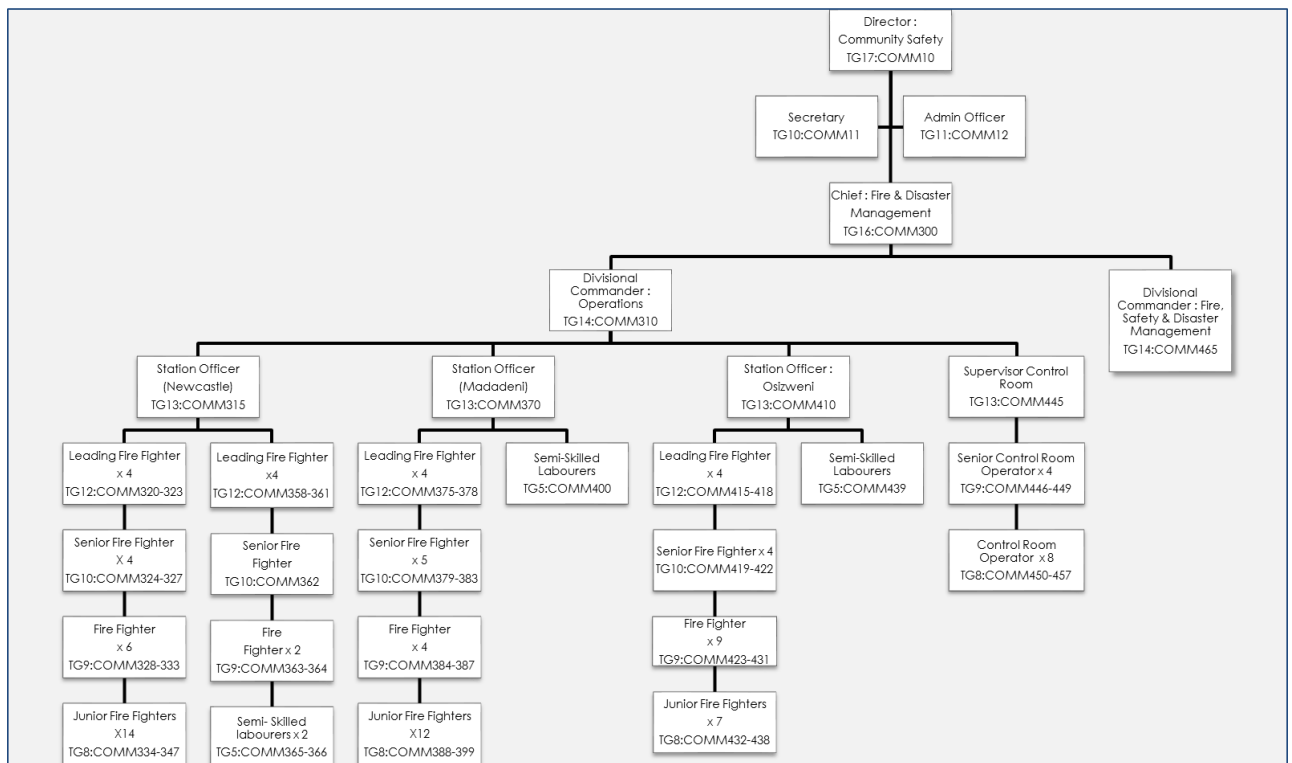 Director :
Community Safety
TG17:COMM10
Secretary
TG10:COMM11
Admin Officer
TG11:COMM12
Chief : Fire & Disaster
Management
TG16:COMM300
Divisional
Commander :
Operations
TG14:COMM310
Divisional
Commander : Fire,
Safety & Disaster
Management
TG14:COMM465
Station Officer
(Newcastle)
TG13:COMM315
Station Officer
(Madadeni)
TG13:COMM370
Station Officer :
Osizweni
TG13:COMM410
Supervisor Control
Room
TG13:COMM445
Leading Fire Fighter
x 4
TG12:COMM320-323
Leading Fire Fighter
x4
TG12:COMM358-361
Leading Fire Fighter
x 4
TG12:COMM375-378
Semi-Skilled
Labourers
TG5:COMM400
Leading Fire Fighter
x 4
TG12:COMM415-418
Semi-Skilled
Labourers
TG5:COMM439
Senior Control Room
Operator x 4
TG9:COMM446-449
Senior Fire Fighter
X 4
TG10:COMM324-327
Senior Fire
Fighter
TG10:COMM362
Senior Fire Fighter
x 5
TG10:COMM379-383
Senior Fire Fighter x 4
TG10:COMM419-422
Control Room
Operator x 8
TG8:COMM450-457
Fire Fighter
x 6
TG9:COMM328-333
Fire
Fighter x 2
TG9:COMM363-364
Fire Fighter
x 4
TG9:COMM384-387
Fire Fighter
x 9
TG9:COMM423-431
Junior Fire Fighters
X14
TG8:COMM334-347
Semi- Skilled
labourers x 2
TG5:COMM365-366
Junior Fire Fighters
X12
TG8:COMM388-399
Junior Fire Fighters
x 7
TG8:COMM432-438